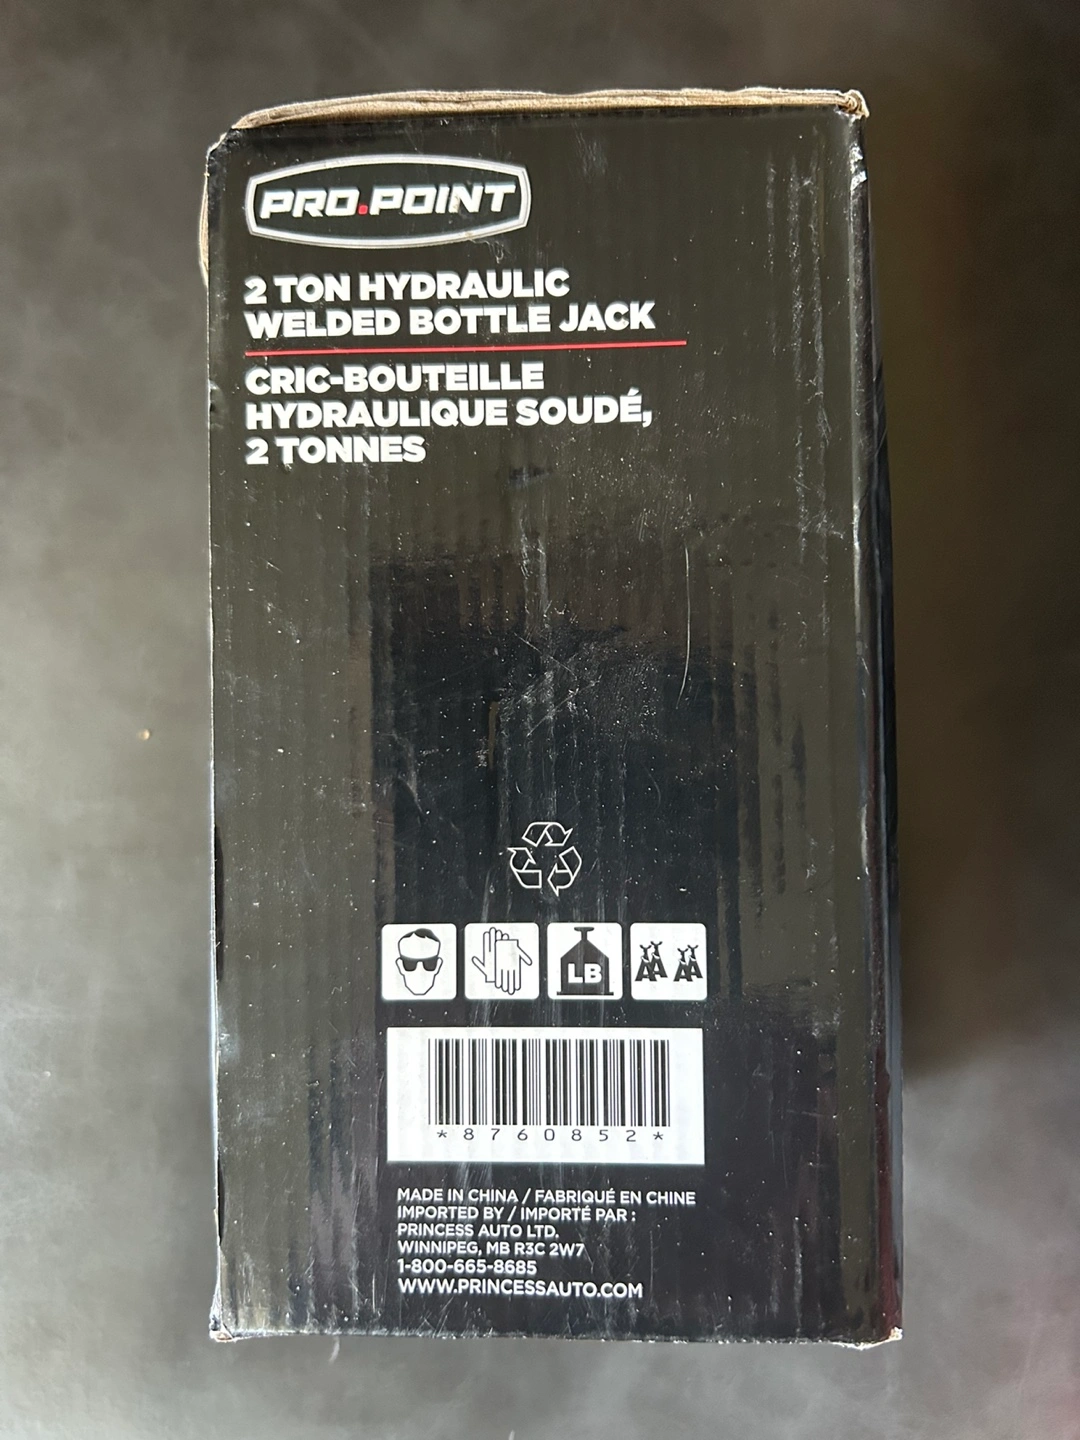 PRO.POINT
2 TON HYDRAULIC
WELDED BOTTLE JACK
CRIC-BOUTEILLE
HYDRAULIQUE SOUDÉ,
2 TONNES
LB
*8760852*
MADE IN CHINA / FABRIQUÉ EN CHINE
IMPORTED BY / IMPORTÉ PAR :
PRINCESS AUTO LTD.
WINNIPEG, MB R3C 2W7
1-800-665-8685
WWW.PRINCESSAUTO.COM